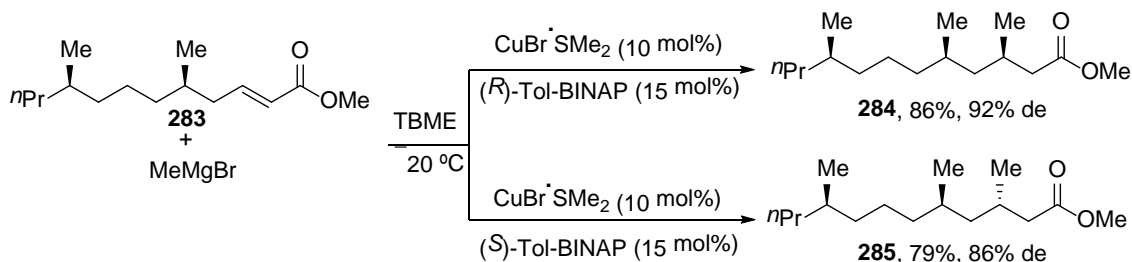 Me
Me
O
nPr
OMe
283
+
MeMgBr
TBME
–20 ºC
CuBr·SMe2 (10 mol%)
(R)-Tol-BINAP (15 mol%)
Me
Me
Me
O
nPr
OMe
284, 86%, 92% de
CuBr·SMe2 (10 mol%)
(S)-Tol-BINAP (15 mol%)
Me
Me
Me
O
nPr
OMe
285, 79%, 86% de